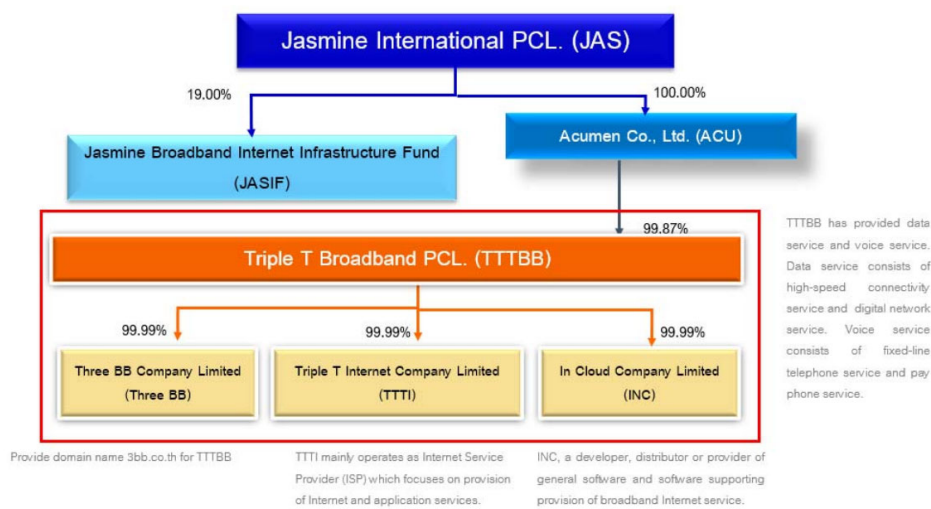 Jasmine International PCL. (JAS)
19.00%
100.00%
Jasmine Broadband Internet Infrastructure Fund
(JASIF)
Acumen Co., Ltd. (ACU)
99.87%
Triple T Broadband PCL. (TTTBB)
99.99%
99.99%
99.99%
Three BB Company Limited
(Three BB)
Triple T Internet Company Limited
(TTTI)
In Cloud Company Limited
(INC)
TTTBB has provided data
service and voice service.
Data service consists of
high-speed connectivity
service and digital network
service. Voice service
consists of fixed-line
telephone service and pay
phone service.
Provide domain name 3bb.co.th for TTTBB
TTTI mainly operates as Internet Service
Provider (ISP) which focuses on provision
of Internet and application services.
INC, a developer, distributor or provider of
general software and software supporting
provision of broadband Internet service.